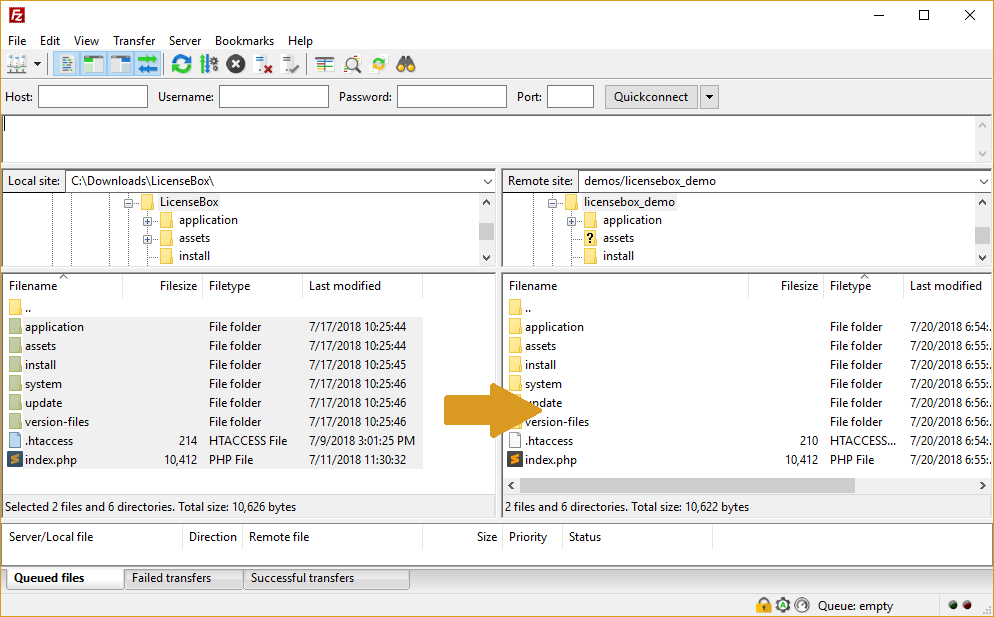 Fz
File Edit View Transfer Server Bookmarks Help
Host: Username: Password: Port: Quickconnect
Local site: C:\Downloads\LicenseBox\
LicenseBox
application
assets
install
Filename Filesize Filetype Last modified
..
application File folder 7/17/2018 10:25:44
assets File folder 7/17/2018 10:25:44
install File folder 7/17/2018 10:25:45
system File folder 7/17/2018 10:25:46
update File folder 7/17/2018 10:25:46
version-files File folder 7/17/2018 10:25:46
.htaccess 214 HTACCESS File 7/9/2018 3:01:25 PM
index.php 10,412 PHP File 7/11/2018 11:30:32
Selected 2 files and 6 directories. Total size: 10,626 bytes
Remote site: demos/licensebox_demo
licensebox_demo
application
? assets
install
Filename Filesize Filetype Last modified
..
application File folder 7/20/2018 6:54:.
assets File folder 7/20/2018 6:55:.
install File folder 7/20/2018 6:55:.
system File folder 7/20/2018 6:55:.
update File folder 7/20/2018 6:56:.
version-files File folder 7/20/2018 6:56:.
.htaccess 210 HTACCESS... 7/20/2018 6:54:.
index.php 10,412 PHP File 7/20/2018 6:55:.
2 files and 6 directories. Total size: 10,622 bytes
Server/Local file Direction Remote file Size Priority Status
Queued files Failed transfers Successful transfers
Queue: empty